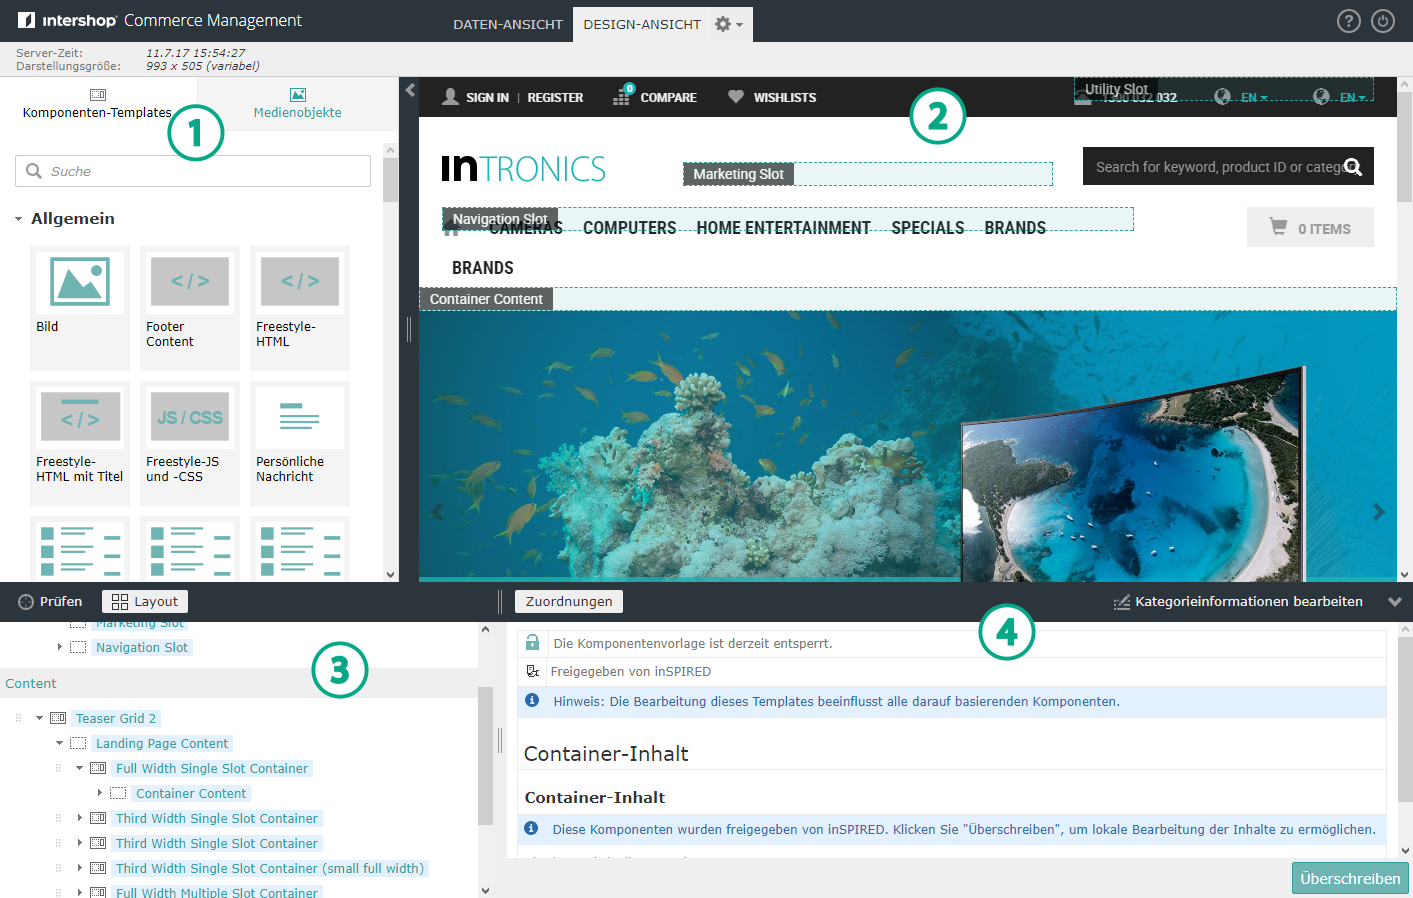 intershop® Commerce Management
DATEN-ANSICHT
DESIGN-ANSICHT
?
Server-Zeit: 11.7.17 15:54:27
Darstellungsgröße: 993 x 505 (variabel)
Komponenten-Templates
Medienobjekte
1
Suche
Allgemein
</>
</>
Bild
Footer
Content
Freestyle-
HTML
</>
JS / CSS
Freestyle-
HTML mit Titel
Freestyle-JS
und -CSS
Persönliche
Nachricht
SIGN IN | REGISTER
0
COMPARE
WISHLISTS
2
Utility Slot
1300 032 032
EN
EN
inTRONICS
Marketing Slot
Search for keyword, product ID or catego
Navigation Slot
CAMERAS COMPUTERS HOME ENTERTAINMENT SPECIALS BRANDS
0 ITEMS
BRANDS
Container Content
Prüfen
Layout
Marketing Slot
Navigation Slot
3
Content
Teaser Grid 2
Landing Page Content
Full Width Single Slot Container
Container Content
Third Width Single Slot Container
Third Width Single Slot Container
Third Width Single Slot Container (small full width)
Full Width Multiple Slot Container
Zuordnungen
Kategorieinformationen bearbeiten
4
Die Komponentenvorlage ist derzeit entsperrt.
Freigegeben von inSPIRED
Hinweis: Die Bearbeitung dieses Templates beeinflusst alle darauf basierenden Komponenten.
Container-Inhalt
Container-Inhalt
Diese Komponenten wurden freigegeben von inSPIRED. Klicken Sie "Überschreiben", um lokale Bearbeitung der Inhalte zu ermöglichen.
Überschreiben